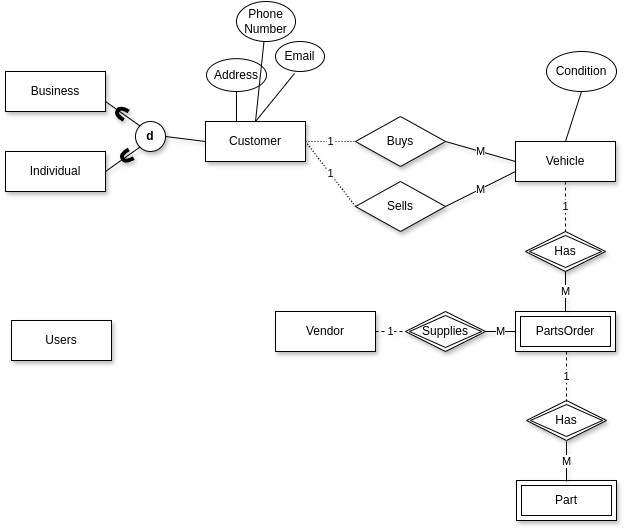 Phone
Number
Email
Address
Condition
Business
d
Customer
1
Buys
M
Vehicle
Individual
1
Sells
M
1
Has
M
Users
Vendor
1
Supplies
M
PartsOrder
1
Has
M
Part